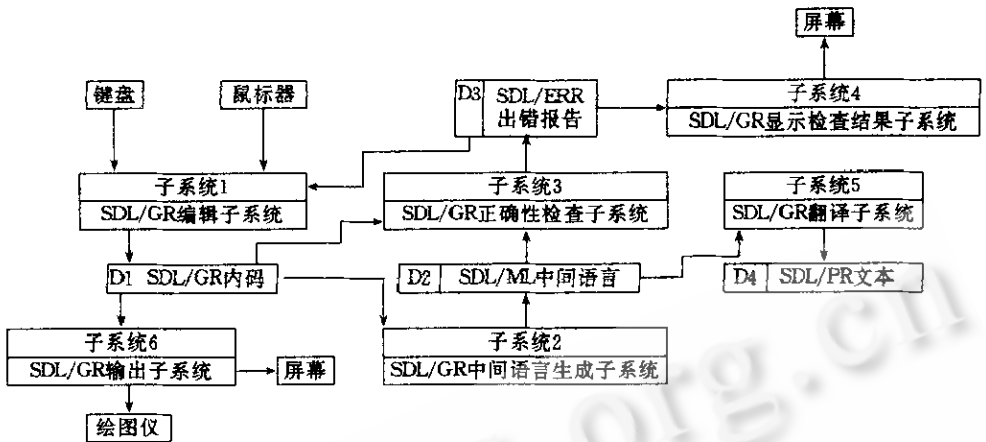 屏幕
键盘
鼠标器
D3 SDL/ERR
出错报告
子系统4
SDL/GR显示检查结果子系统
子系统1
SDL/GR编辑子系统
子系统3
SDL/GR正确性检查子系统
子系统5
SDL/GR翻译子系统
D1 SDL/GR内码
D2 SDL/ML中间语言
D4 SDL/PR文本
子系统6
SDL/GR输出子系统
屏幕
子系统2
SDL/GR中间语言生成子系统
绘图仪
org.cn